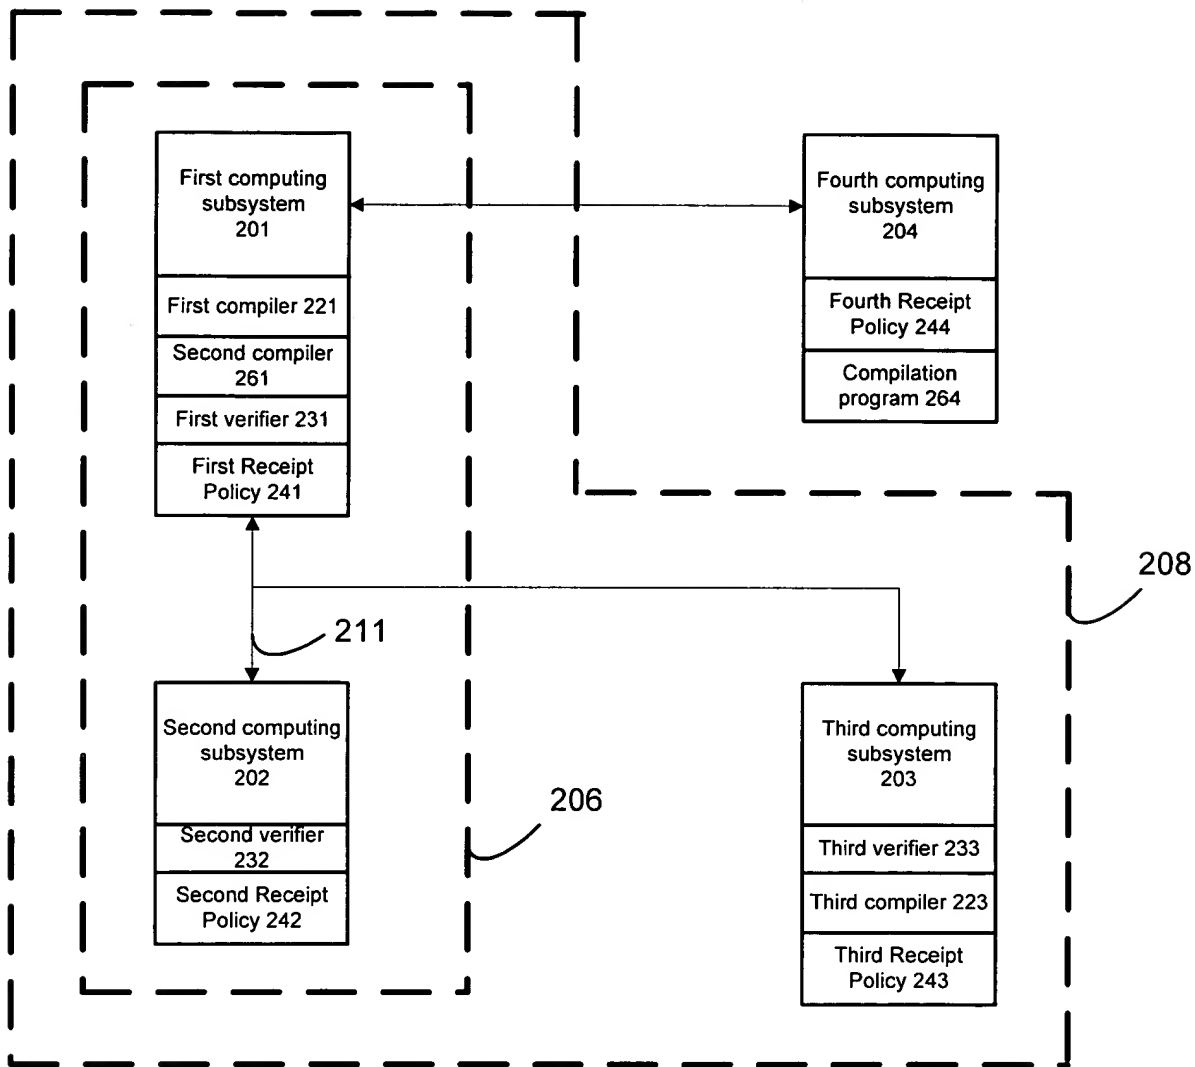 First computing
subsystem
201
First compiler 221
Second compiler
261
First verifier 231
First Receipt
Policy 241
Fourth computing
subsystem
204
Fourth Receipt
Policy 244
Compilation
program 264
208
211
Second computing
subsystem
202
Second verifier
232
Second Receipt
Policy 242
206
Third computing
subsystem
203
Third verifier 233
Third compiler 223
Third Receipt
Policy 243